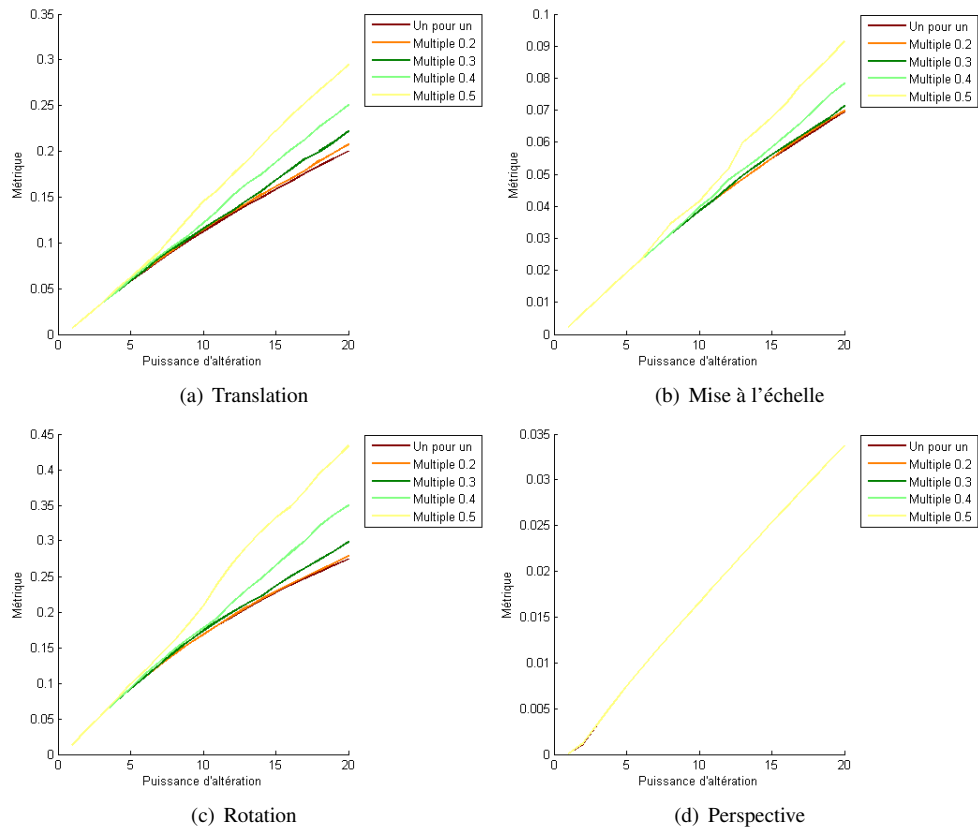 Un pour un
Multiple 0.2
Multiple 0.3
Multiple 0.4
Multiple 0.5
0.35
0.3
0.25
0.2
0.15
0.1
0.05
0
Métrique
0 5 10 15 20
Puissance d'altération
(a) Translation
Un pour un
Multiple 0.2
Multiple 0.3
Multiple 0.4
Multiple 0.5
0.1
0.09
0.08
0.07
0.06
0.05
0.04
0.03
0.02
0.01
0
Métrique
0 5 10 15 20
Puissance d'altération
(b) Mise à l'échelle
Un pour un
Multiple 0.2
Multiple 0.3
Multiple 0.4
Multiple 0.5
0.45
0.4
0.35
0.3
0.25
0.2
0.15
0.1
0.05
0
Métrique
0 5 10 15 20
Puissance d'altération
(c) Rotation
Un pour un
Multiple 0.2
Multiple 0.3
Multiple 0.4
Multiple 0.5
0.035
0.03
0.025
0.02
0.015
0.01
0.005
0
Métrique
0 5 10 15 20
Puissance d'altération
(d) Perspective